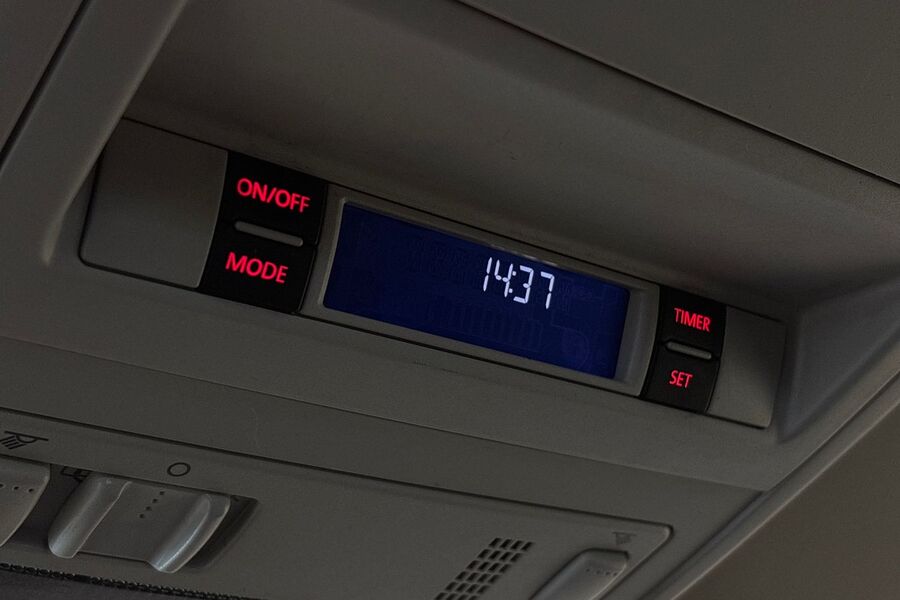 ON/OFF
MODE
14:37
TIMER
SET